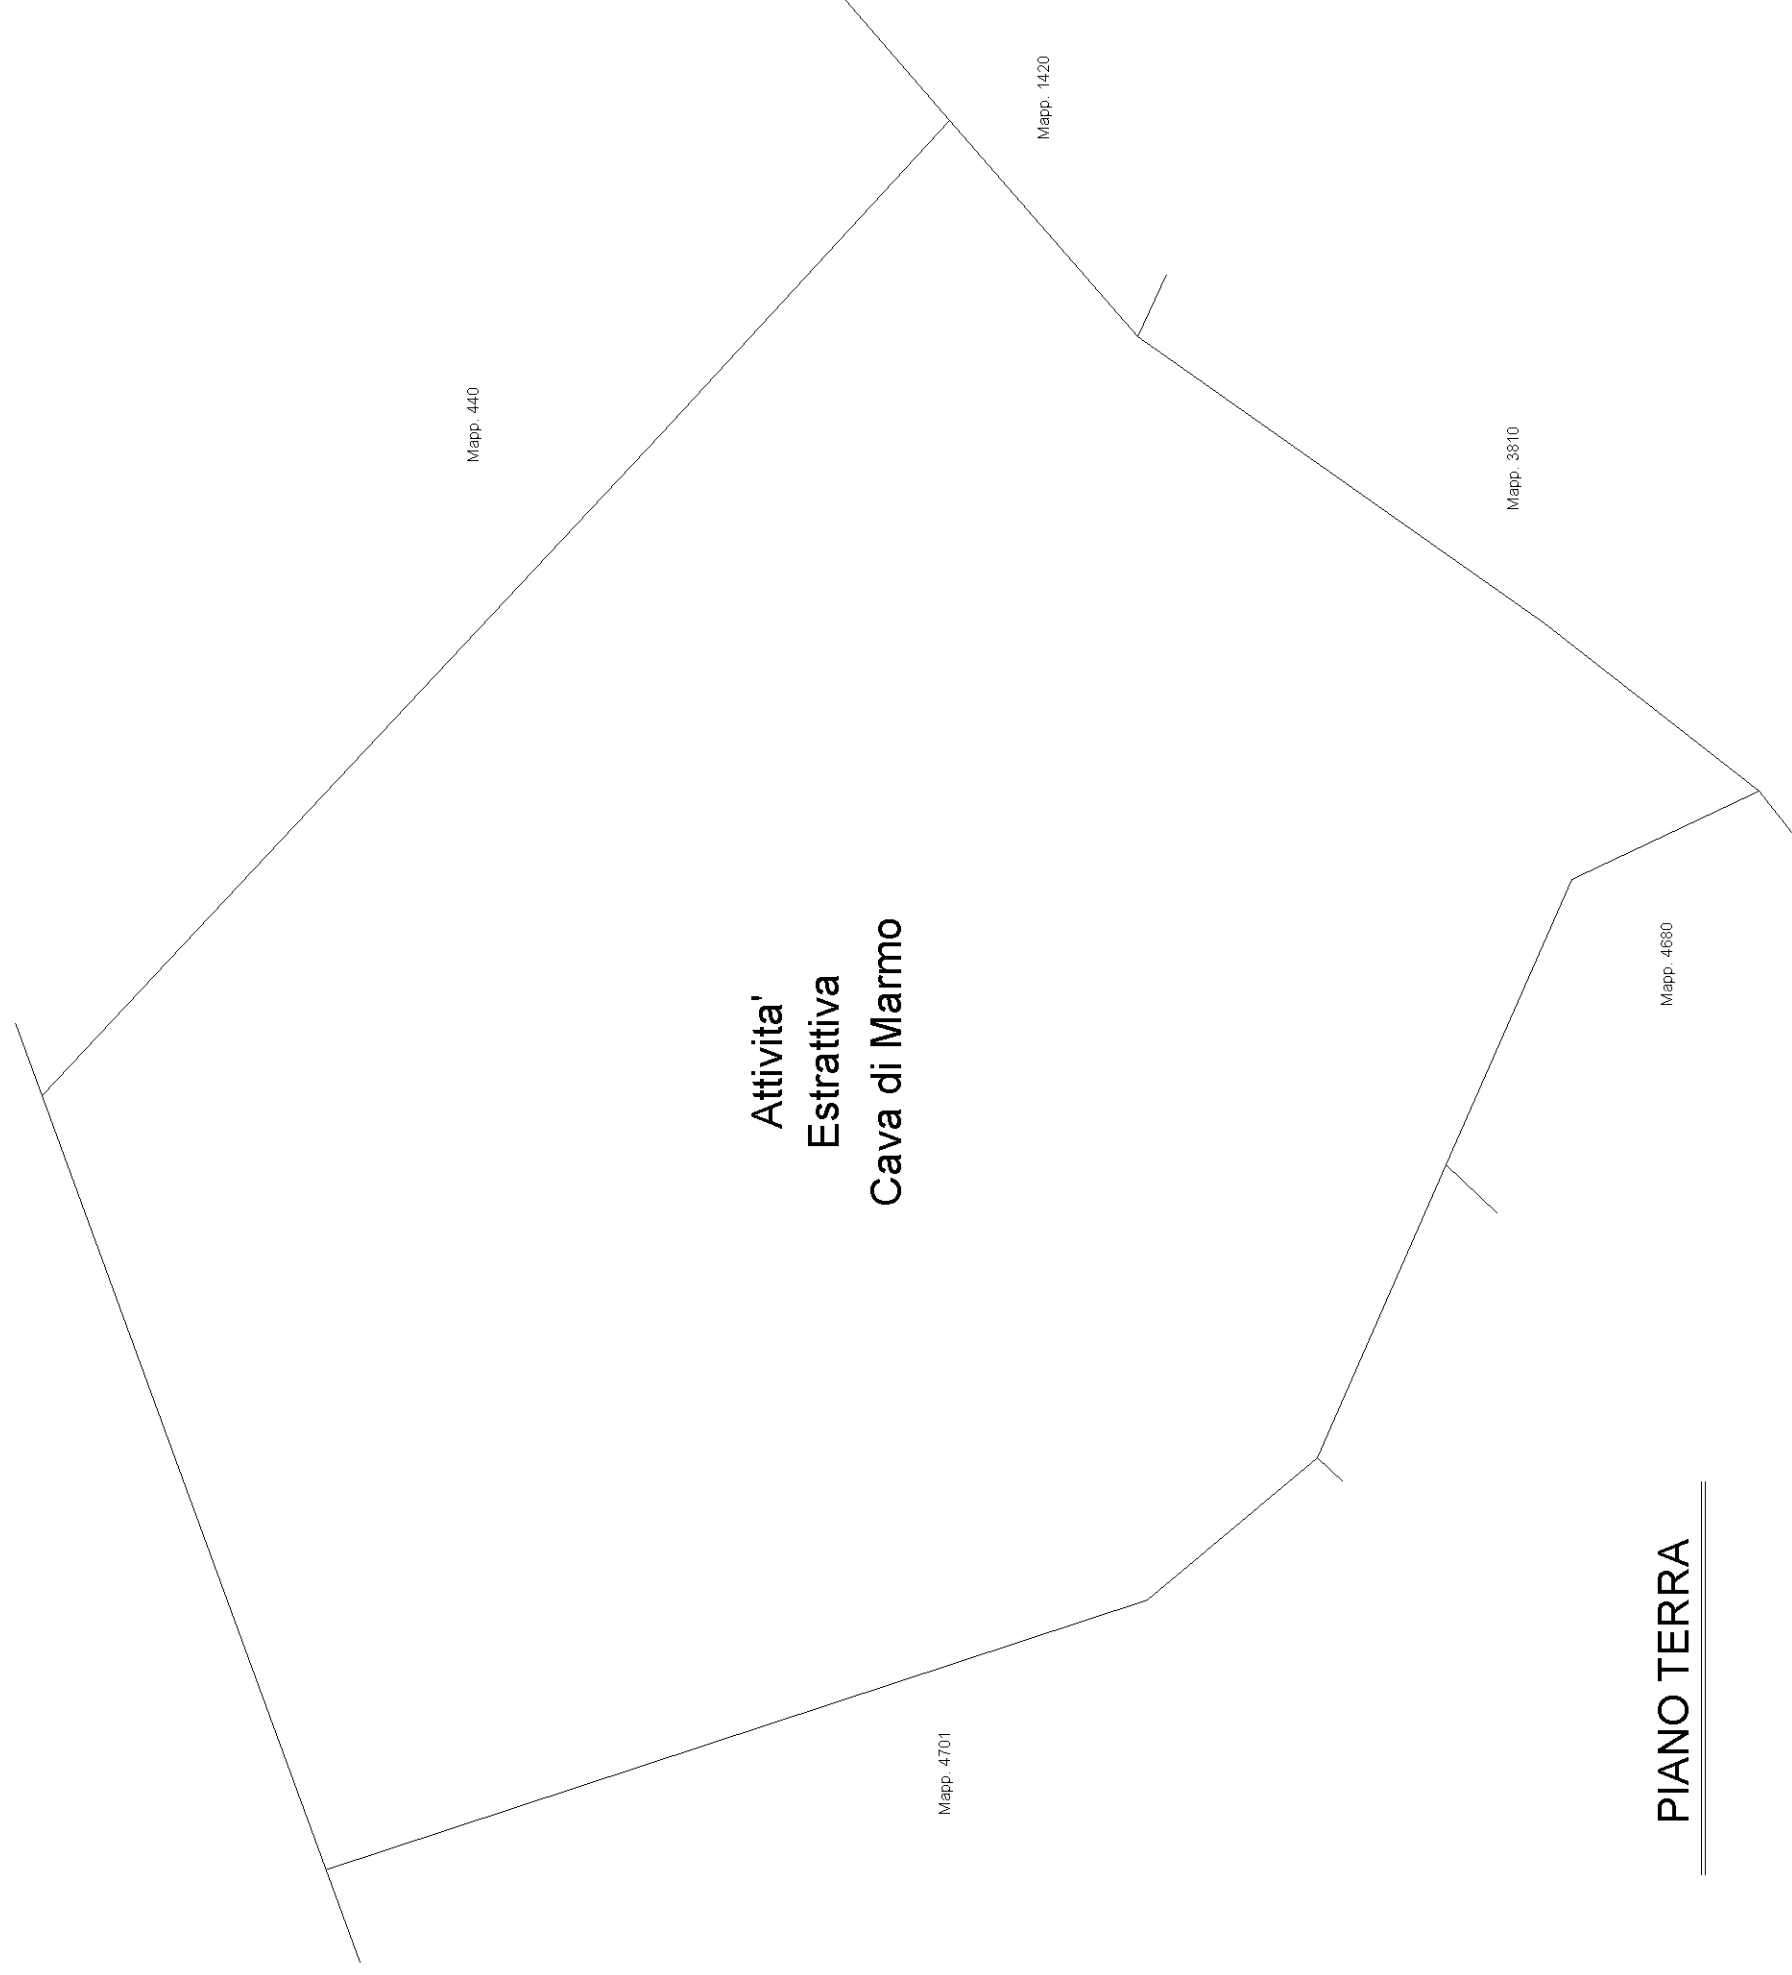 Mapp. 440
Mapp. 1420
Mapp. 3810
Attivita'
Estrattiva
Cava di Marmo
Mapp. 4680
Mapp. 4701
PIANO TERRA